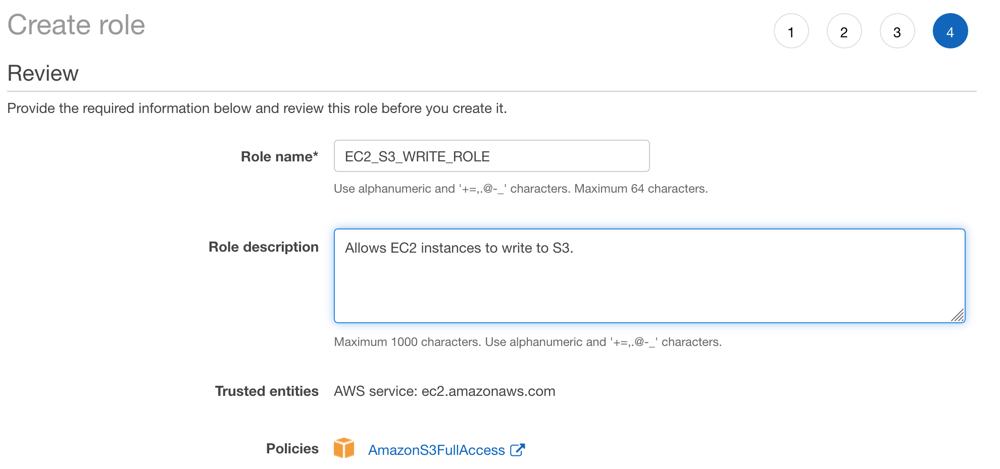 Create role
1 2 3 4
Review
Provide the required information below and review this role before you create it.
Role name* EC2_S3_WRITE_ROLE
Use alphanumeric and '+=,.@-_' characters. Maximum 64 characters.
Role description Allows EC2 instances to write to S3.
Maximum 1000 characters. Use alphanumeric and '+=,.@-_' characters.
Trusted entities AWS service: ec2.amazonaws.com
Policies AmazonS3FullAccess